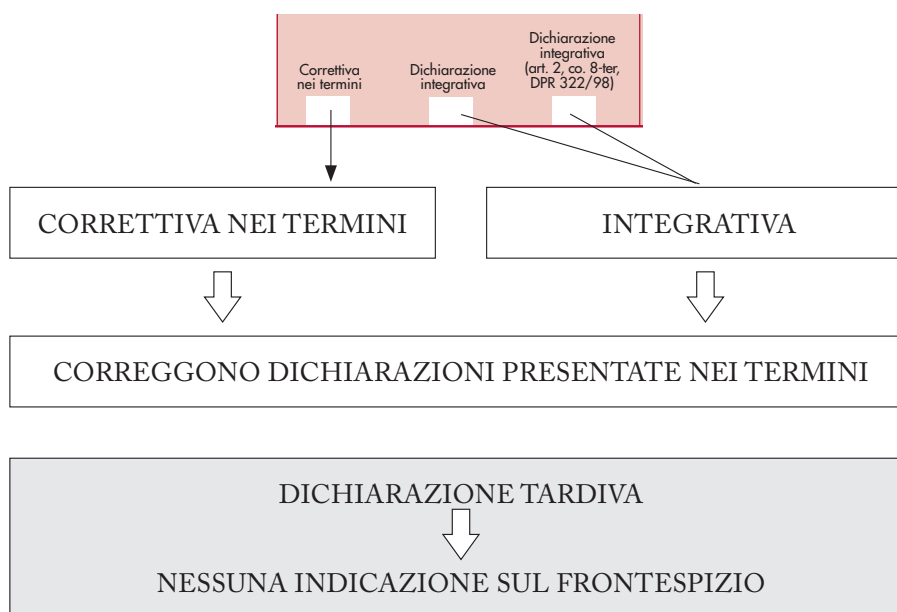 Correttiva
nei termini
Dichiarazione
integrativa
Dichiarazione
integrativa
(art. 2, co. 8-ter,
DPR 322/98)
CORRETTIVA NEI TERMINI
INTEGRATIVA
CORREGGONO DICHIARAZIONI PRESENTATE NEI TERMINI
DICHIARAZIONE TARDIVA
NESSUNA INDICAZIONE SUL FRONTESPIZIO